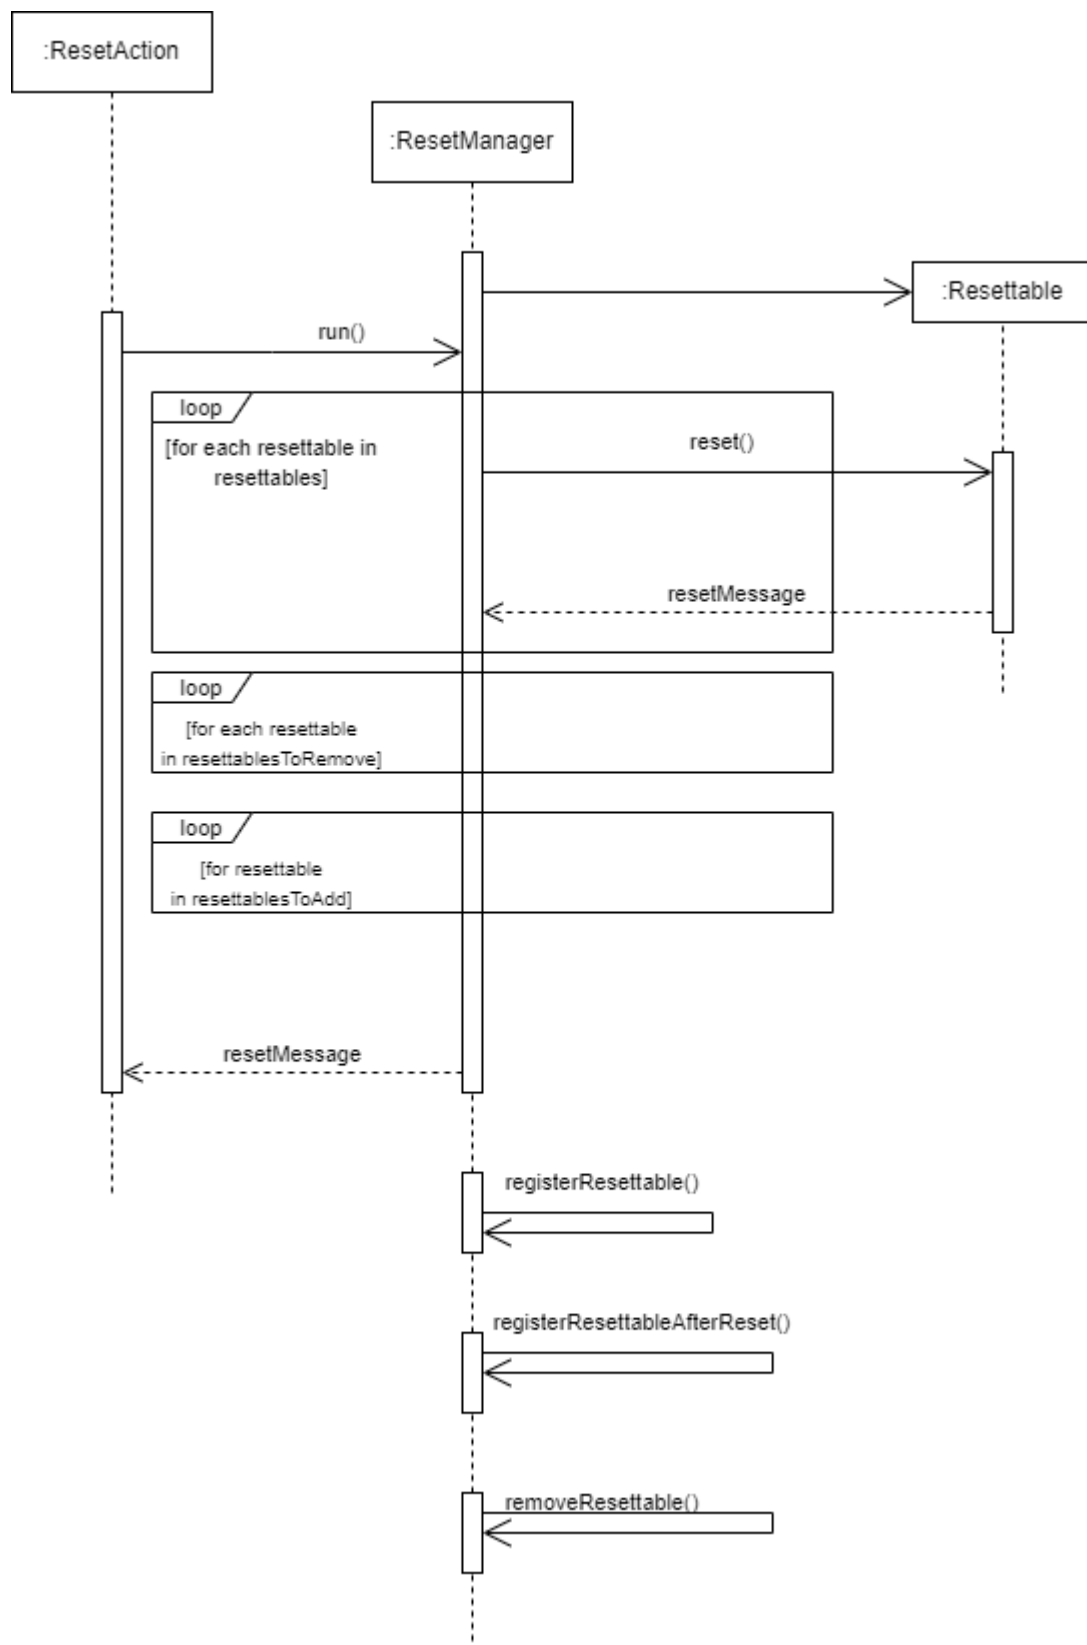 :ResetAction
:ResetManager
:Resettable
run()
loop
[for each resettable in
resettables]
reset()
resetMessage
loop
[for each resettable
in resettablesToRemove]
loop
[for resettable
in resettablesToAdd]
resetMessage
registerResettable()
registerResettableAfterReset()
removeResettable()